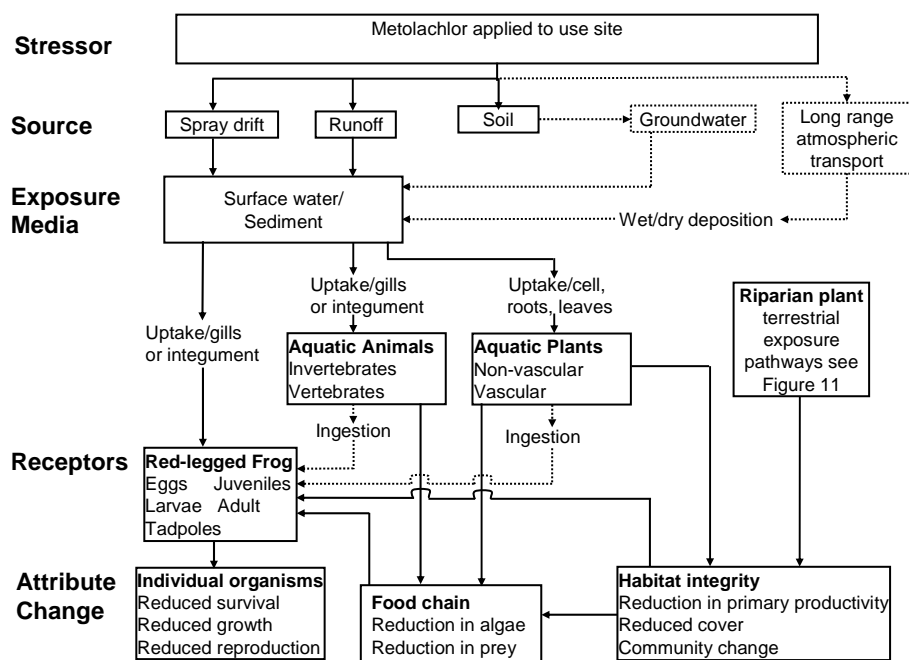 Stressor
Metolachlor applied to use site
Source
Spray drift
Runoff
Soil
Groundwater
Long range
atmospheric
transport
Exposure
Media
Surface water/
Sediment
Wet/dry deposition
Uptake/gills
or integument
Uptake/gills
or integument
Uptake/cell,
roots, leaves
Riparian plant
terrestrial
exposure
pathways see
Figure 11
Aquatic Animals
Invertebrates
Vertebrates
Aquatic Plants
Non-vascular
Vascular
Ingestion
Ingestion
Receptors
Red-legged Frog
Eggs Juveniles
Larvae Adult
Tadpoles
Attribute
Change
Individual organisms
Reduced survival
Reduced growth
Reduced reproduction
Food chain
Reduction in algae
Reduction in prey
Habitat integrity
Reduction in primary productivity
Reduced cover
Community change